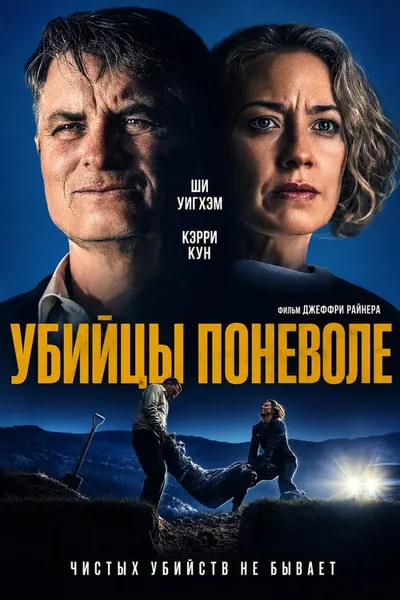 ШИ
УИГХЭМ
КЭРРИ
КУН
ФИЛЬМ ДЖЕФФРИ РАЙНЕРА
УБИЙЦЫ ПОНЕВОЛЕ
ЧИСТЫХ УБИЙСТВ НЕ БЫВАЕТ